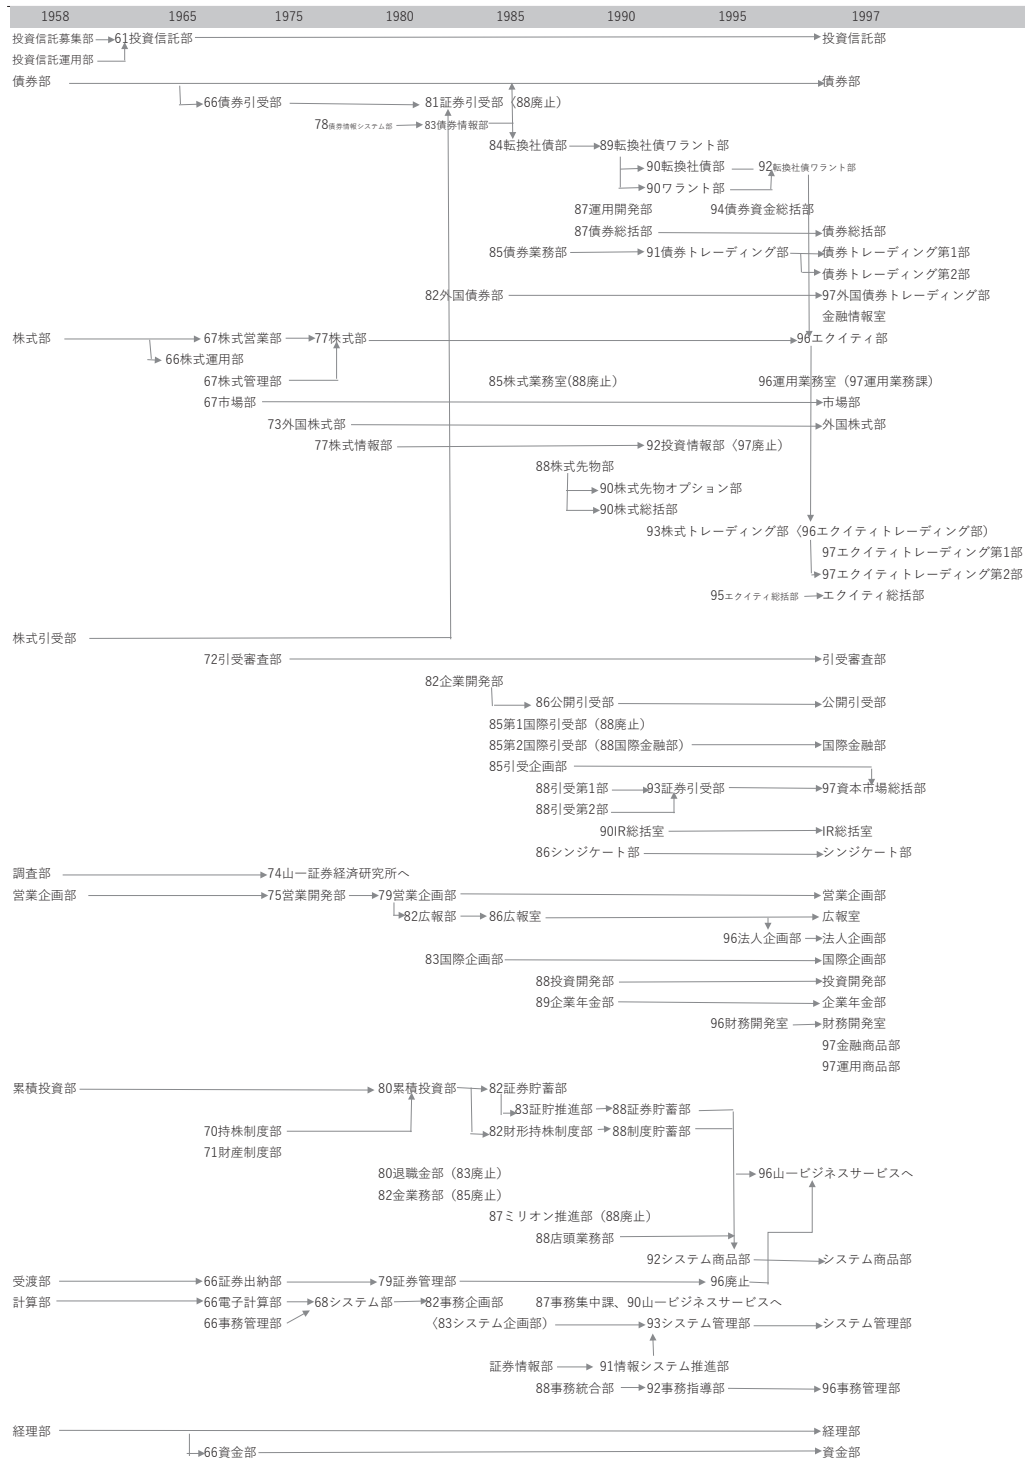 1958 1965 1975 1980 1985 1990 1995 1997
投資信託募集部 61投資信託部 投資信託部
投資信託運用部
債券部 債券部
66債券引受部 81証券引受部〈88廃止）
78債券情報システム部 83債券情報部
84転換社債部 89転換社債ワラント部
90転換社債部 92転換社債ワラント部
90ワラント部
87運用開発部 94債券資金総括部
87債券総括部 債券総括部
85債券業務部 91債券トレーディング部 債券トレーディング第1部
債券トレーディング第2部
82外国債券部 97外国債券トレーディング部
金融情報室
株式部 67株式営業部 77株式部 96エクイティ部
66株式運用部
67株式管理部 85株式業務室(88廃止） 96運用業務室（97運用業務課）
67市場部 市場部
73外国株式部 外国株式部
77株式情報部 92投資情報部〈97廃止）
88株式先物部
90株式先物オプション部
90株式総括部
93株式トレーディング部〈96エクイティトレーディング部）
97エクイティトレーディング第1部
97エクイティトレーディング第2部
95エクイティ総括部 エクイティ総括部
株式引受部
72引受審査部 引受審査部
82企業開発部
86公開引受部 公開引受部
85第1国際引受部（88廃止）
85第2国際引受部（88国際金融部） 国際金融部
85引受企画部
88引受第1部 93証券引受部 97資本市場総括部
88引受第2部
90IR総括室 IR総括室
86シンジケート部 シンジケート部
調査部 74山一証券経済研究所へ
営業企画部 75営業開発部 79営業企画部 営業企画部
82広報部 86広報室 広報室
96法人企画部 法人企画部
83国際企画部 国際企画部
88投資開発部 投資開発部
89企業年金部 企業年金部
96財務開発室 財務開発室
97金融商品部
97運用商品部
累積投資部 80累積投資部 82証券貯蓄部
83証貯推進部 88証券貯蓄部
70持株制度部 82財形持株制度部 88制度貯蓄部
71財産制度部
80退職金部（83廃止） 96山一ビジネスサービスへ
82金業務部（85廃止）
87ミリオン推進部（88廃止）
88店頭業務部
92システム商品部 システム商品部
受渡部 66証券出納部 79証券管理部 96廃止
計算部 66電子計算部 68システム部 82事務企画部 87事務集中課、90山一ビジネスサービスへ
66事務管理部 〈83システム企画部） 93システム管理部 システム管理部
証券情報部 91情報システム推進部
88事務統合部 92事務指導部 96事務管理部
経理部 経理部
66資金部 資金部